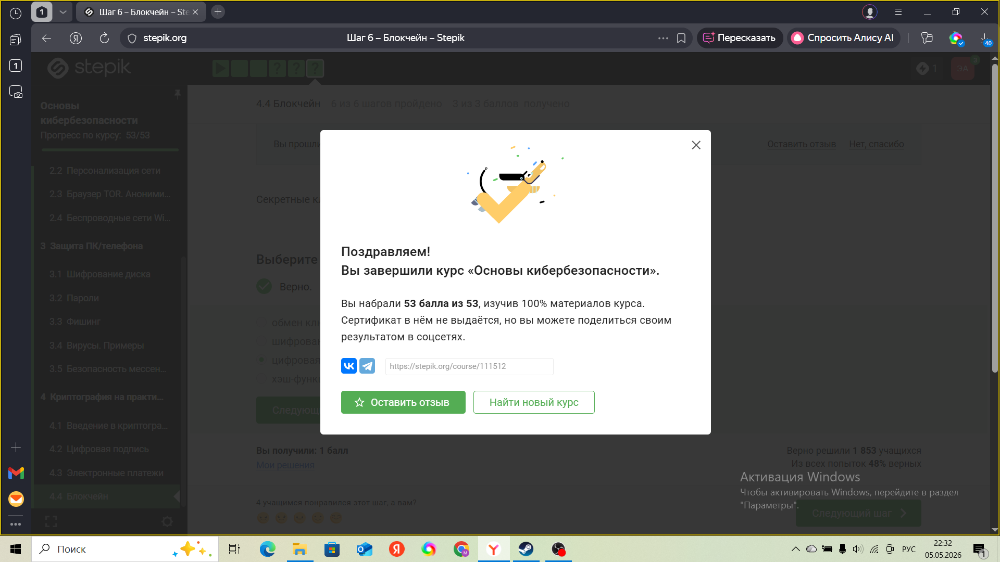 1
Шаг 6 – Блокчейн – Ste
stepik.org
Шаг 6 – Блокчейн – Stepik
Пересказать
Спросить Алису AI
40
1
stepik
? ? ?
1
ЭА
3
Основы
кибербезопасности
Прогресс по курсу: 53/53
2.2 Персонализация сети
2.3 Браузер TOR. Аноними...
2.4 Беспроводные сети Wi...
3 Защита ПК/телефона
3.1 Шифрование диска
3.2 Пароли
3.3 Фишинг
3.4 Вирусы. Примеры
3.5 Безопасность мессен...
4 Криптография на практи...
4.1 Введение в криптогра...
4.2 Цифровая подпись
4.3 Электронные платежи
4.4 Блокчейн
4.4 Блокчейн 6 из 6 шагов пройдено 3 из 3 баллов получено
Вы прошли
Оставить отзыв Нет, спасибо
Секретные к
Выберите
Верно.
обмен клю
шифрован
цифровая
хэш-функц
Следующ
Поздравляем!
Вы завершили курс «Основы кибербезопасности».
Вы набрали 53 балла из 53, изучив 100% материалов курса.
Сертификат в нём не выдаётся, но вы можете поделиться своим
результатом в соцсетях.
https://stepik.org/course/111512
Оставить отзыв
Найти новый курс
Вы получили: 1 балл
Мои решения
Верно решили 1 853 учащихся
Из всех попыток 48% верных
4 учащимся понравился этот шаг, а вам?
Следующий шаг
Активация Windows
Чтобы активировать Windows, перейдите в раздел
"Параметры".
Поиск
РУС
22:32
05.05.2026
1